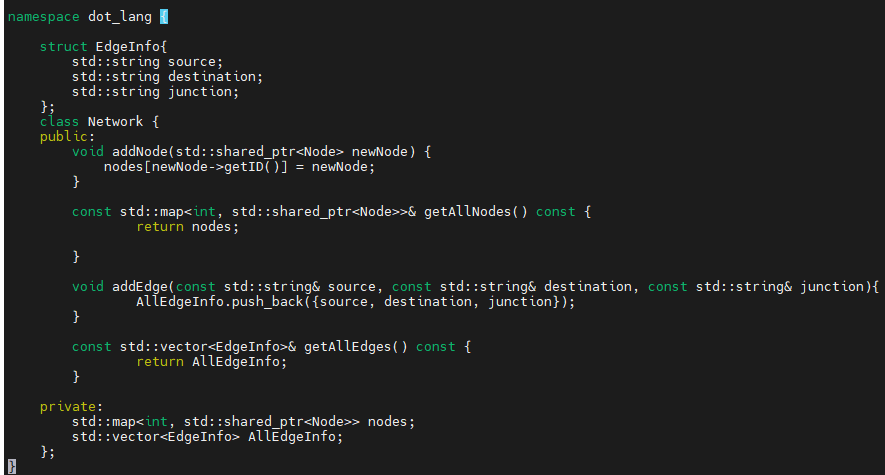 namespace dot_lang {
struct EdgeInfo{
std::string source;
std::string destination;
std::string junction;
};
class Network {
public:
void addNode(std::shared_ptr<Node> newNode) {
nodes[newNode->getID()] = newNode;
}
const std::map<int, std::shared_ptr<Node>>& getAllNodes() const {
return nodes;
}
void addEdge(const std::string& source, const std::string& destination, const std::string& junction){
AllEdgeInfo.push_back({source, destination, junction});
}
const std::vector<EdgeInfo>& getAllEdges() const {
return AllEdgeInfo;
}
private:
std::map<int, std::shared_ptr<Node>> nodes;
std::vector<EdgeInfo> AllEdgeInfo;
};
}